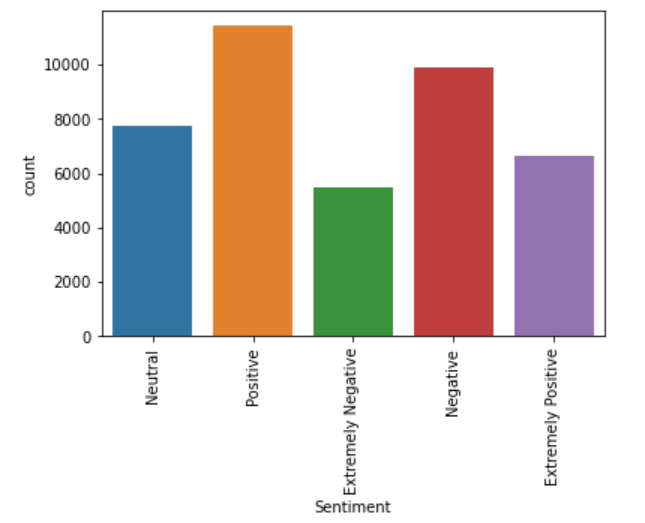 10000
8000
6000
4000
2000
0
count
Neutral
Positive
Extremely Negative
Negative
Extremely Positive
Sentiment